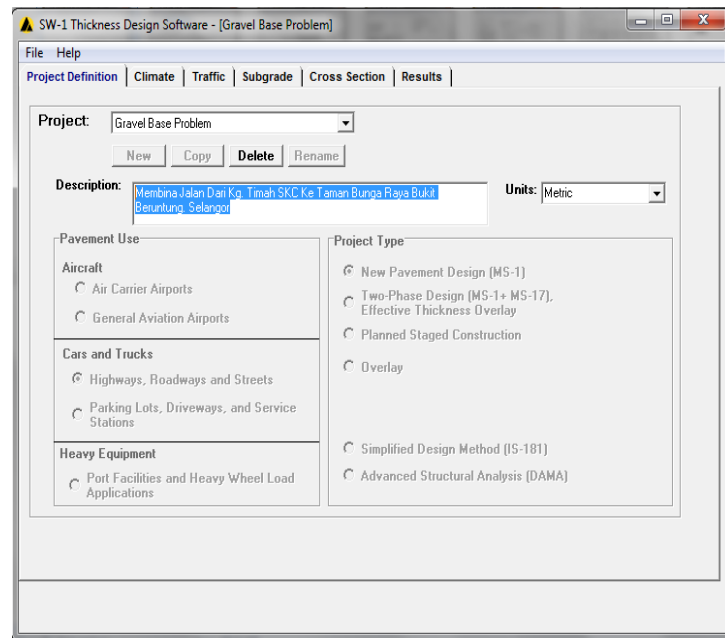 SW-1 Thickness Design Software - [Gravel Base Problem]
File Help
Project Definition Climate Traffic Subgrade Cross Section Results
Project: Gravel Base Problem
New Copy Delete Rename
Description: Membina Jalan Dari Kg. Timah SKC Ke Taman Bunga Raya Bukit
Beruntung, Selangor
Units: Metric
Pavement Use
Aircraft
Air Carrier Airports
General Aviation Airports
Cars and Trucks
Highways, Roadways and Streets
Parking Lots, Driveways, and Service
Stations
Heavy Equipment
Port Facilities and Heavy Wheel Load
Applications
Project Type
New Pavement Design (MS-1)
Two-Phase Design (MS-1+ MS-17),
Effective Thickness Overlay
Planned Staged Construction
Overlay
Simplified Design Method (IS-181)
Advanced Structural Analysis (DAMA)